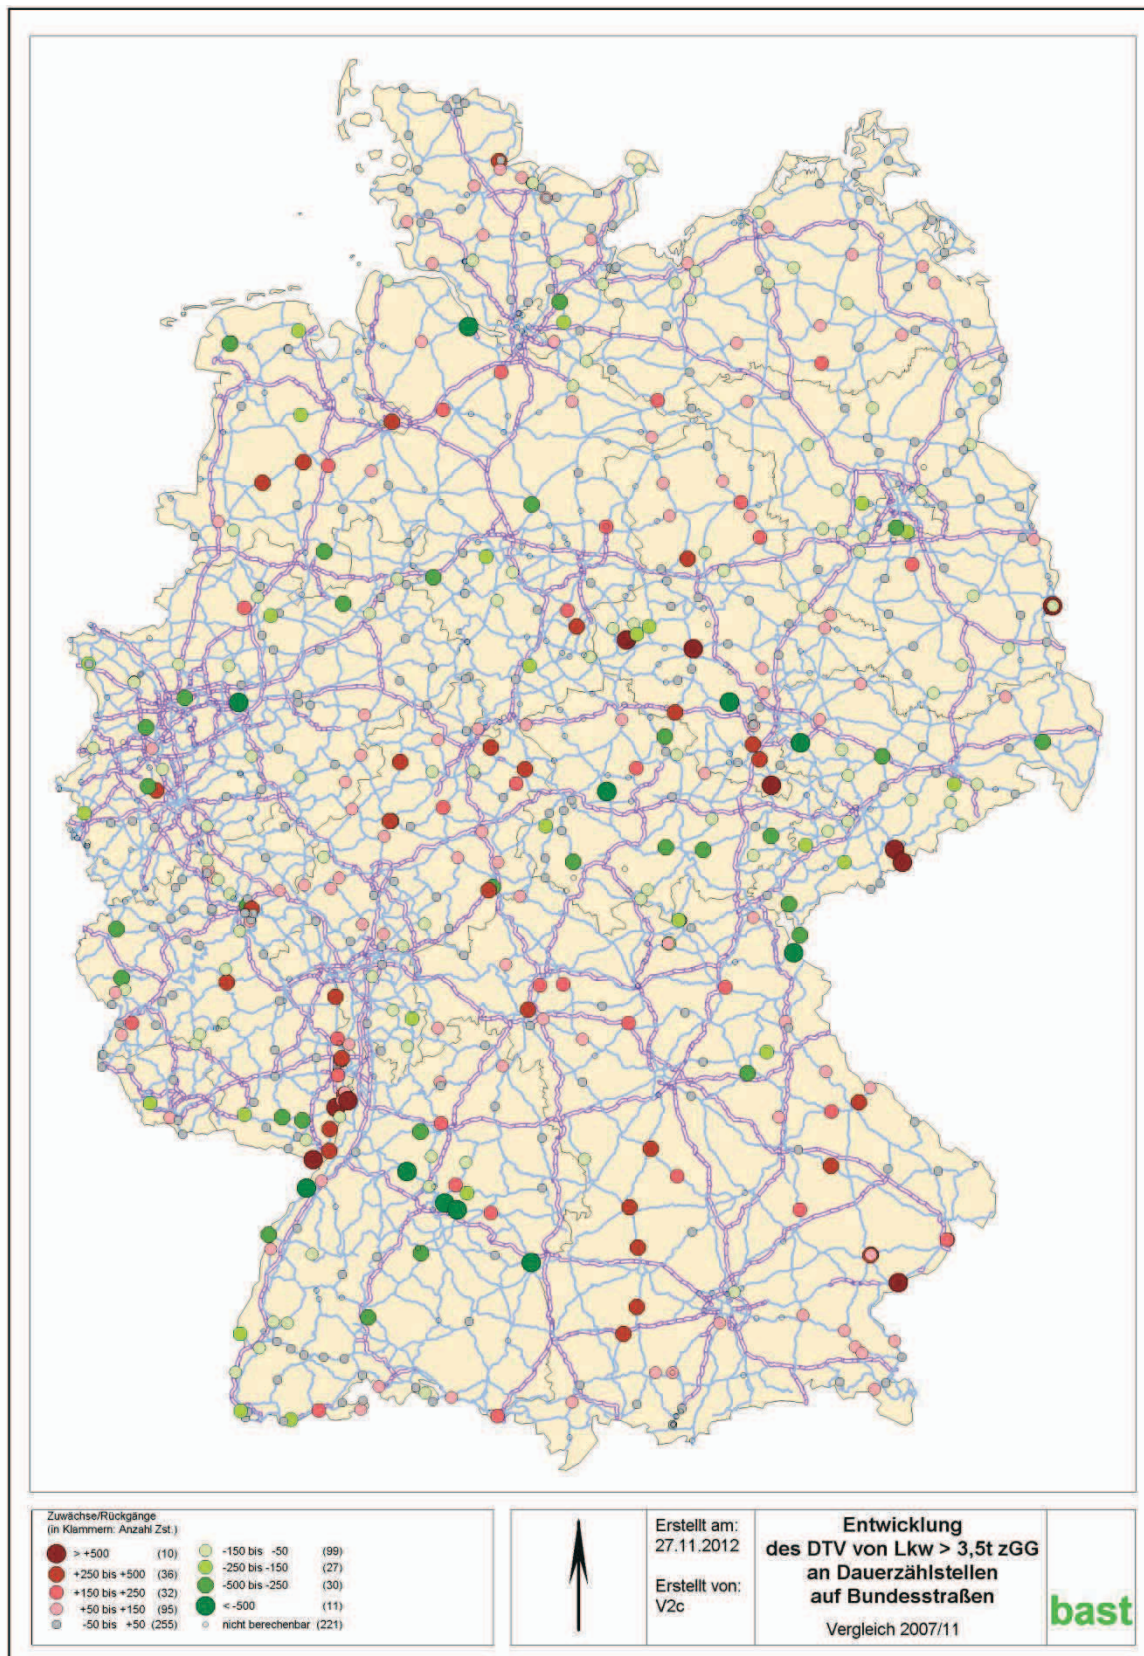 Zuwächse/Rückgänge
(in Klammern: Anzahl Zst.)
> +500 (10)
+250 bis +500 (36)
+150 bis +250 (32)
+50 bis +150 (95)
-50 bis +50 (255)
-150 bis -50 (99)
-250 bis -150 (27)
-500 bis -250 (30)
< -500 (11)
nicht berechenbar (221)
Erstellt am:
27.11.2012
Erstellt von:
V2c
Entwicklung
des DTV von Lkw > 3,5t zGG
an Dauerzählstellen
auf Bundesstraßen
Vergleich 2007/11
bast